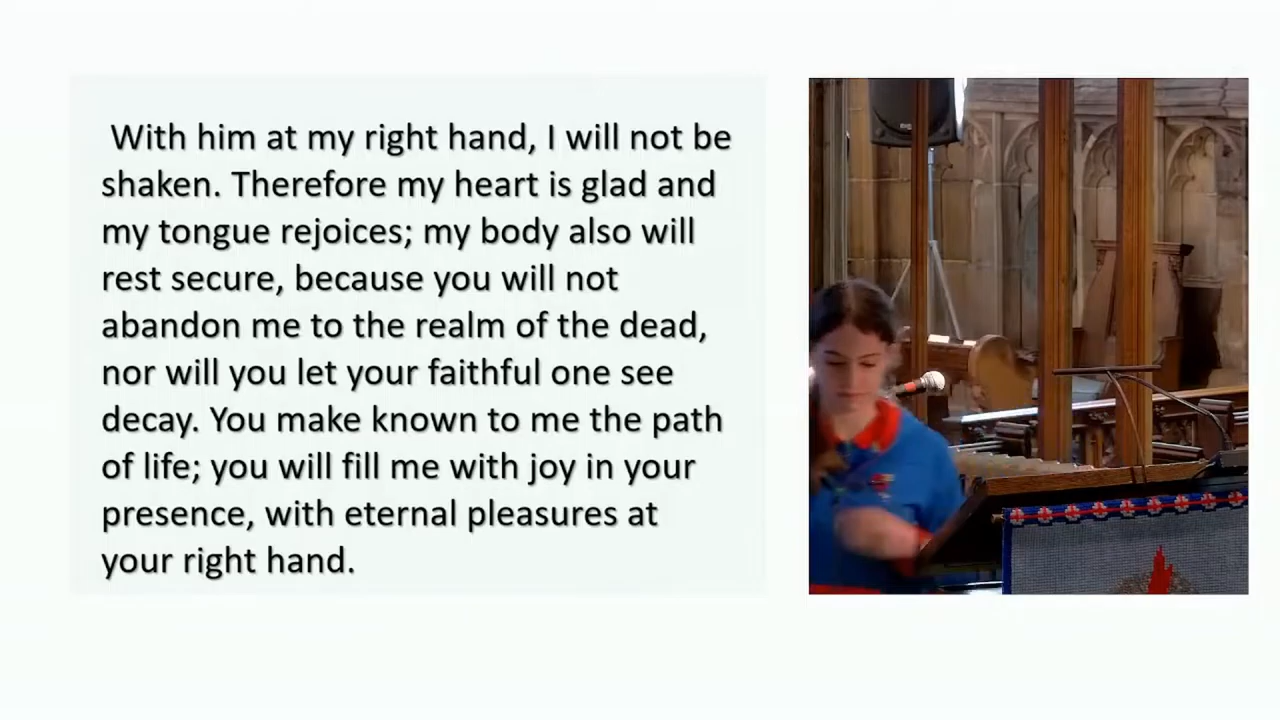 With him at my right hand, I will not be
shaken. Therefore my heart is glad and
my tongue rejoices; my body also will
rest secure, because you will not
abandon me to the realm of the dead,
nor will you let your faithful one see
decay. You make known to me the path
of life; you will fill me with joy in your
presence, with eternal pleasures at
your right hand.